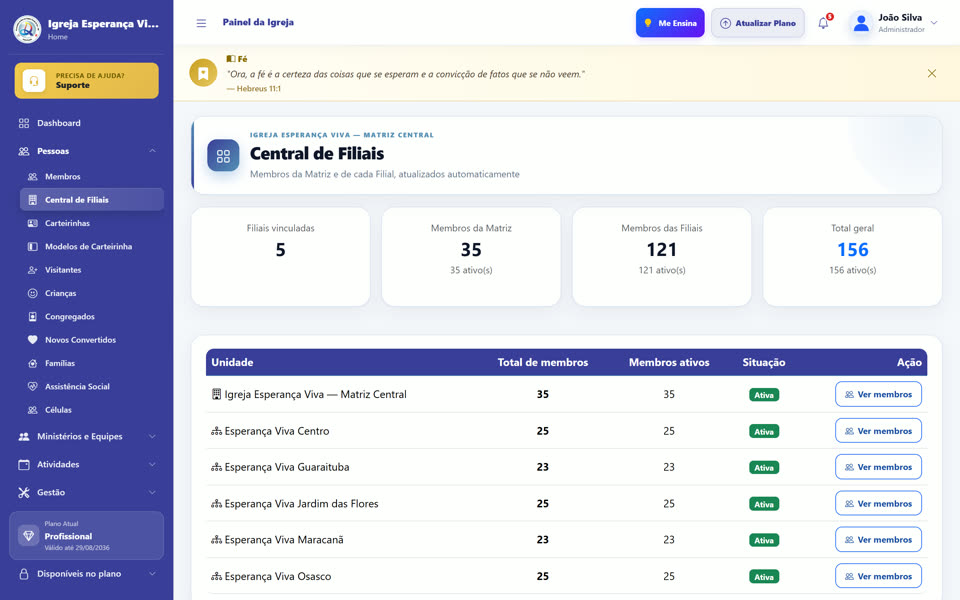 Igreja Esperança Vi...
Home
PRECISA DE AJUDA?
Suporte
Dashboard
Pessoas
Membros
Central de Filiais
Carteirinhas
Modelos de Carteirinha
Visitantes
Crianças
Congregados
Novos Convertidos
Famílias
Assistência Social
Células
Ministérios e Equipes
Atividades
Gestão
Plano Atual
Profissional
Válido até 29/08/2036
Disponíveis no plano
Painel da Igreja
Me Ensina
Atualizar Plano
João Silva
Administrador
Fé
"Ora, a fé é a certeza das coisas que se esperam e a convicção de fatos que se não veem."
— Hebreus 11:1
IGREJA ESPERANÇA VIVA — MATRIZ CENTRAL
Central de Filiais
Membros da Matriz e de cada Filial, atualizados automaticamente
Filiais vinculadas
5
Membros da Matriz
35
35 ativo(s)
Membros das Filiais
121
121 ativo(s)
Total geral
156
156 ativo(s)
Unidade Total de membros Membros ativos Situação Ação
Igreja Esperança Viva — Matriz Central 35 35 Ativa Ver membros
Esperança Viva Centro 25 25 Ativa Ver membros
Esperança Viva Guaraituba 23 23 Ativa Ver membros
Esperança Viva Jardim das Flores 25 25 Ativa Ver membros
Esperança Viva Maracanã 23 23 Ativa Ver membros
Esperança Viva Osasco 25 25 Ativa Ver membros